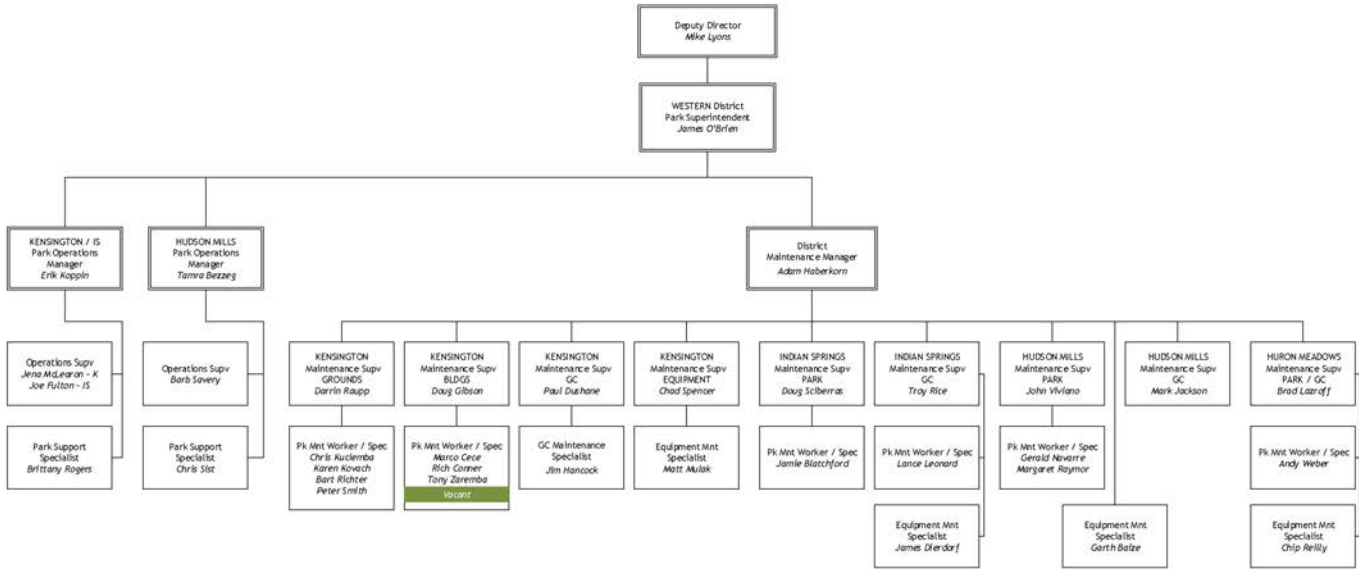 Deputy Director
Mike Lyons
WESTERN District
Park Superintendent
James O'Brien
KENSINGTON / IS
Park Operations
Manager
Erik Koppin
HUDSON MILLS
Park Operations
Manager
Tamra Bezzeg
District
Maintenance Manager
Adam Haberkorn
Operations Supv
Jena McLearon - K
Joe Fulton - IS
Operations Supv
Barb Savery
KENSINGTON
Maintenance Supv
GROUNDS
Darrin Raupp
KENSINGTON
Maintenance Supv
BLDGS
Doug Gibson
KENSINGTON
Maintenance Supv
GC
Paul Dushane
KENSINGTON
Maintenance Supv
EQUIPMENT
Chad Spencer
INDIAN SPRINGS
Maintenance Supv
PARK
Doug Sciberras
INDIAN SPRINGS
Maintenance Supv
GC
Troy Rice
HUDSON MILLS
Maintenance Supv
PARK
John Viviano
HUDSON MILLS
Maintenance Supv
GC
Mark Jackson
HURON MEADOWS
Maintenance Supv
PARK / GC
Brad Lazroff
Park Support
Specialist
Brittany Rogers
Park Support
Specialist
Chris Sist
Pk Mnt Worker / Spec
Chris Kuciemba
Karen Kovach
Bart Richter
Peter Smith
Pk Mnt Worker / Spec
Marco Cece
Rich Conner
Tony Zaremba
Vacant
GC Maintenance
Specialist
Jim Hancock
Equipment Mnt
Specialist
Matt Mulak
Pk Mnt Worker / Spec
Jamie Blatchford
Pk Mnt Worker / Spec
Lance Leonard
Pk Mnt Worker / Spec
Gerald Navarre
Margaret Raymor
Pk Mnt Worker / Spec
Andy Weber
Equipment Mnt
Specialist
James Dierdorf
Equipment Mnt
Specialist
Garth Baize
Equipment Mnt
Specialist
Chip Reilly